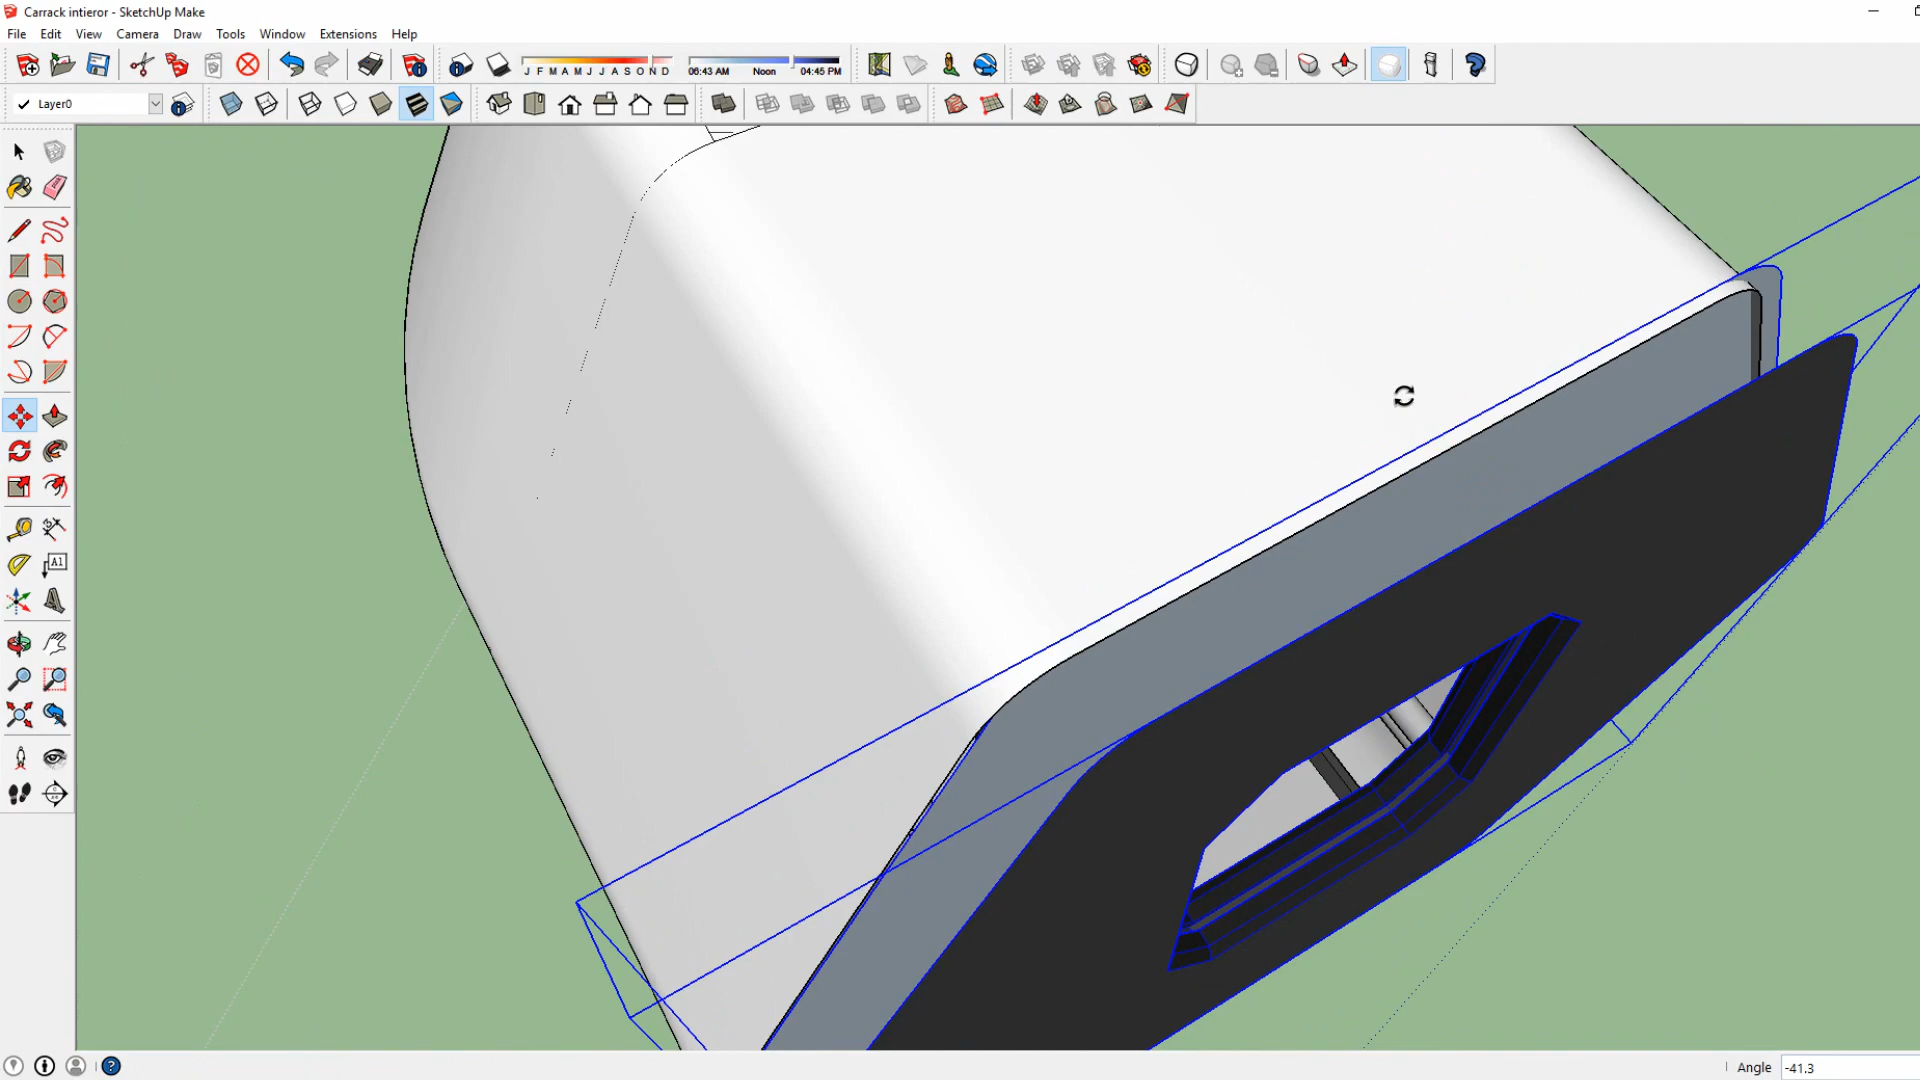 Carrack intieror - SketchUp Make
File Edit View Camera Draw Tools Window Extensions Help
J F M A M J J A S O N D 06:43 AM Noon 04:45 PM
✓ Layer0
A1
Angle -41.3